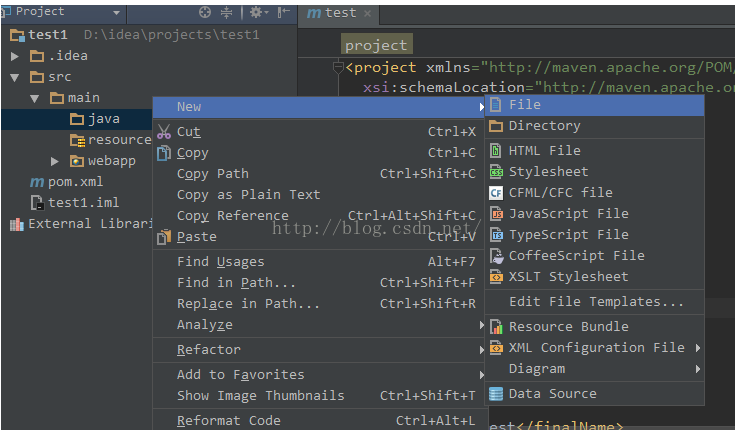 Project
test
test1 D:\idea\projects\test1
.idea
src
main
java
resource
webapp
pom.xml
test1.iml
External Librari
project
<project xmlns="http://maven.apache.org/POM/
xsi:schemaLocation="http://maven.apache.o
New
Cut Ctrl+X
Copy Ctrl+C
Copy Path Ctrl+Shift+C
Copy as Plain Text
Copy Reference Ctrl+Alt+Shift+C
Paste Ctrl+V
Find Usages Alt+F7
Find in Path... Ctrl+Shift+F
Replace in Path... Ctrl+Shift+R
Analyze
Refactor
Add to Favorites
Show Image Thumbnails Ctrl+Shift+T
Reformat Code Ctrl+Alt+L
File
Directory
HTML File
Stylesheet
CFML/CFC file
JavaScript File
TypeScript File
CoffeeScript File
XSLT Stylesheet
Edit File Templates...
Resource Bundle
XML Configuration File
Diagram
Data Source
est</finalName>
http://blog.csdn.net/